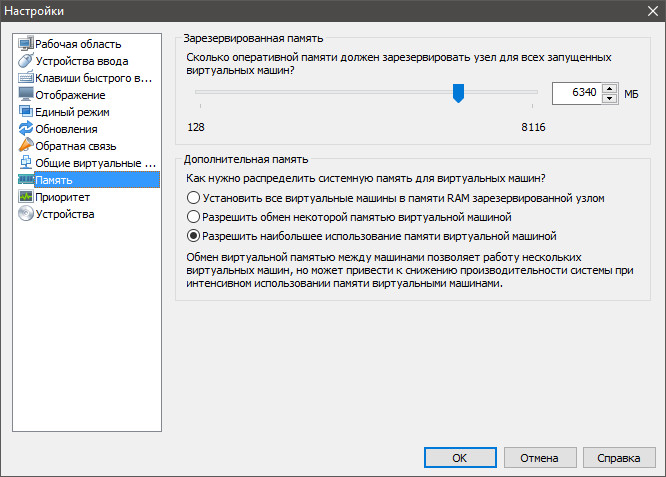 Настройки
Рабочая область
Устройства ввода
Клавиши быстрого в...
Отображение
Единый режим
Обновления
Обратная связь
Общие виртуальные ...
Память
Приоритет
Устройства
Зарезервированная память
Сколько оперативной памяти должен зарезервировать узел для всех запущенных
виртуальных машин?
6340 МБ
128 8116
Дополнительная память
Как нужно распределить системную память для виртуальных машин?
Установить все виртуальные машины в памяти RAM зарезервированной узлом
Разрешить обмен некоторой памятью виртуальной машиной
Разрешить наибольшее использование памяти виртуальной машиной
Обмен виртуальной памятью между машинами позволяет работу нескольких
виртуальных машин, но может привести к снижению производительности системы при
интенсивном использовании памяти виртуальными машинами.
OK Отмена Справка